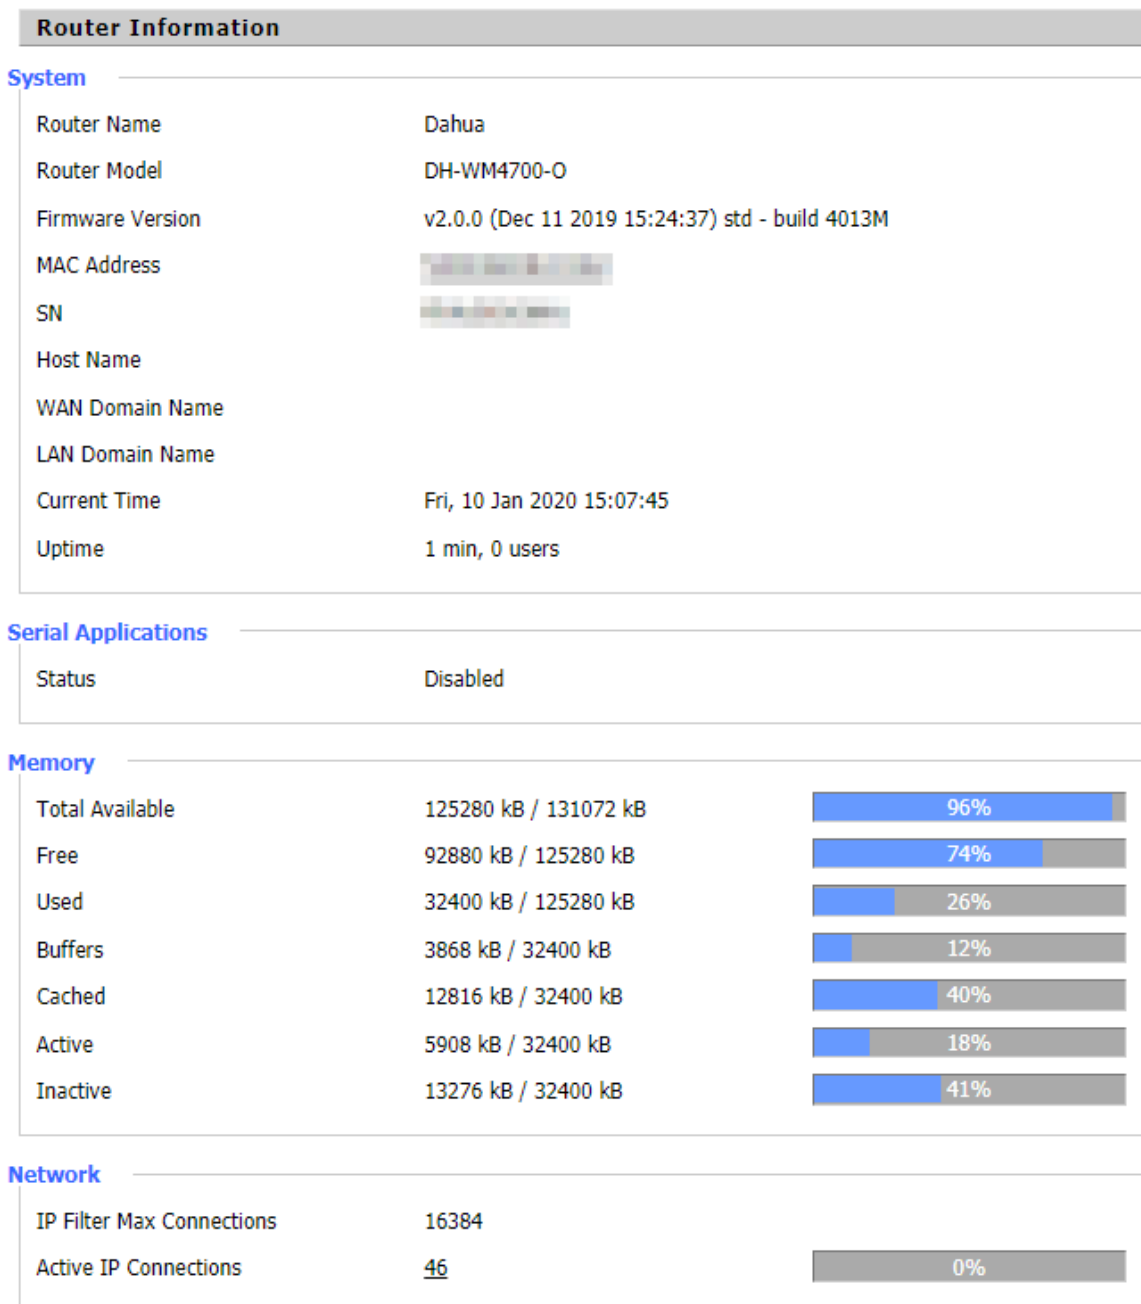 Router Information
System
Router Name Dahua
Router Model DH-WM4700-O
Firmware Version v2.0.0 (Dec 11 2019 15:24:37) std - build 4013M
MAC Address
SN
Host Name
WAN Domain Name
LAN Domain Name
Current Time Fri, 10 Jan 2020 15:07:45
Uptime 1 min, 0 users
Serial Applications
Status Disabled
Memory
Total Available 125280 kB / 131072 kB 96%
Free 92880 kB / 125280 kB 74%
Used 32400 kB / 125280 kB 26%
Buffers 3868 kB / 32400 kB 12%
Cached 12816 kB / 32400 kB 40%
Active 5908 kB / 32400 kB 18%
Inactive 13276 kB / 32400 kB 41%
Network
IP Filter Max Connections 16384
Active IP Connections 46 0%